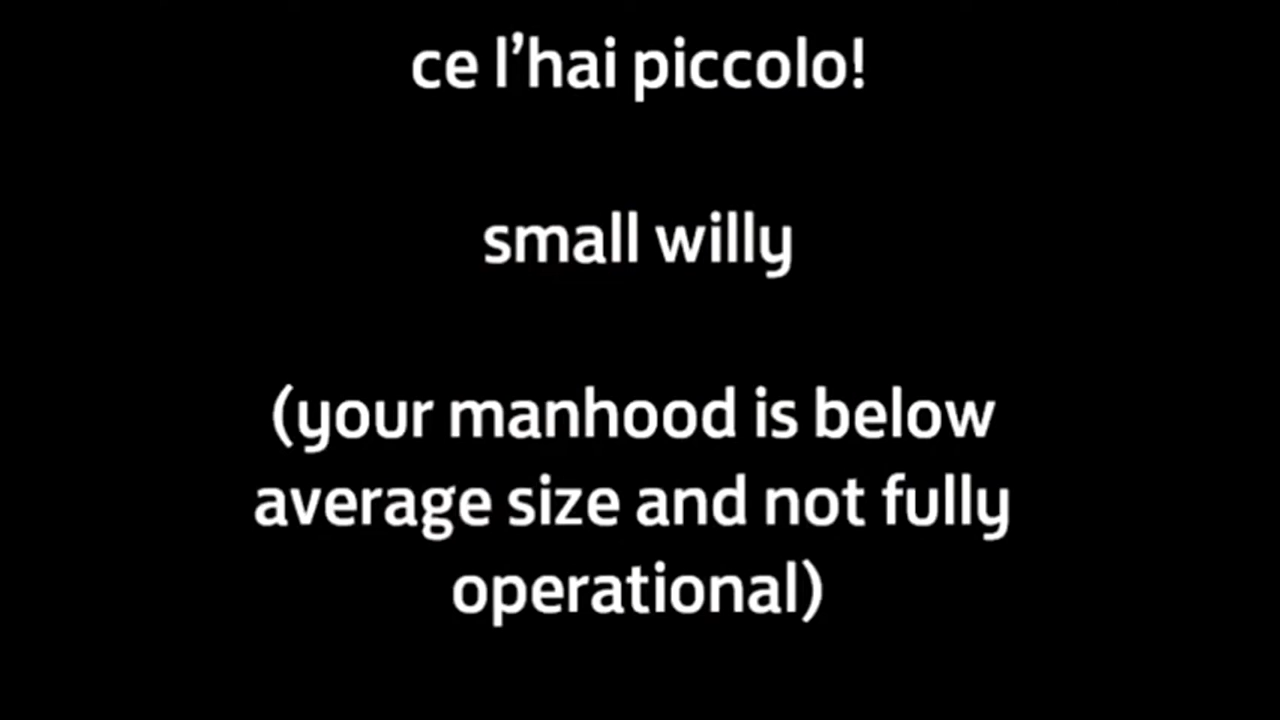 ce l’hai piccolo!
small willy
(your manhood is below
average size and not fully
operational)